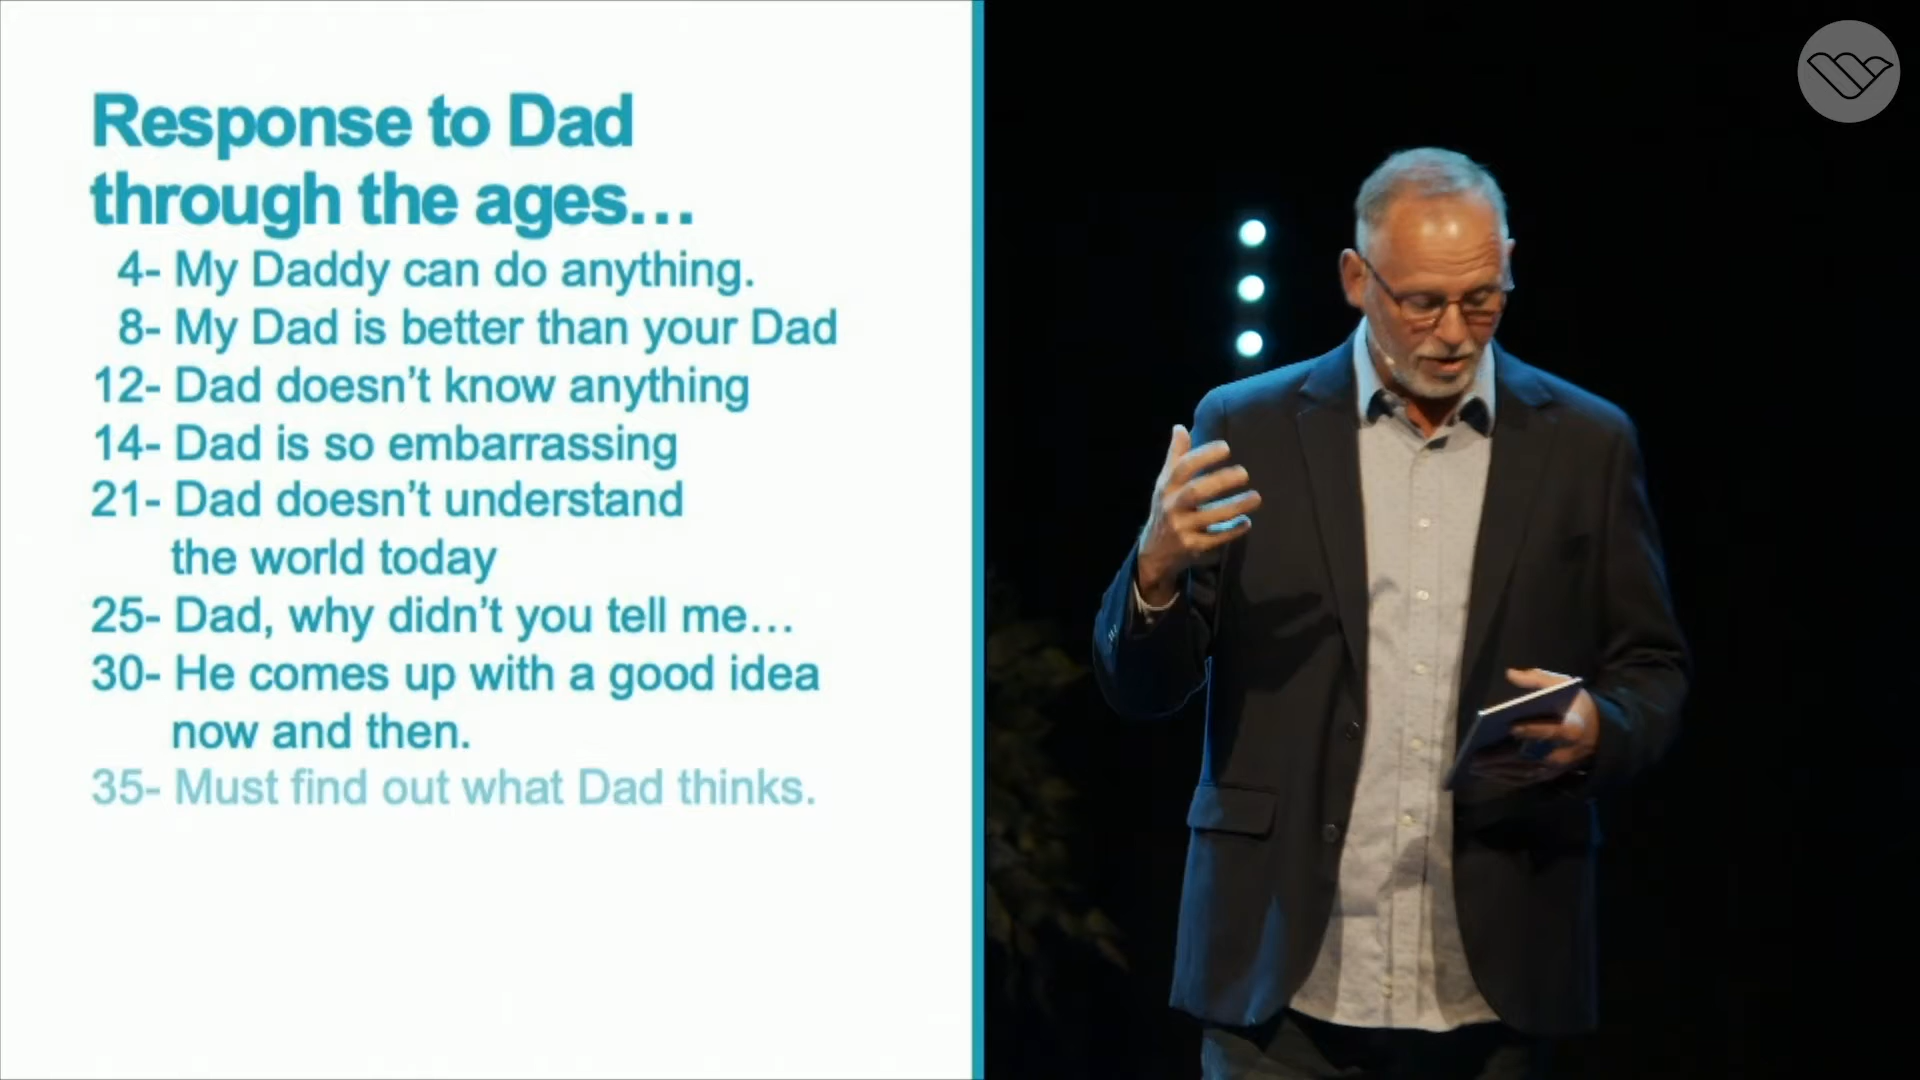 Response to Dad
through the ages…
4- My Daddy can do anything.
8- My Dad is better than your Dad
12- Dad doesn’t know anything
14- Dad is so embarrassing
21- Dad doesn’t understand
the world today
25- Dad, why didn’t you tell me…
30- He comes up with a good idea
now and then.
35- Must find out what Dad thinks.